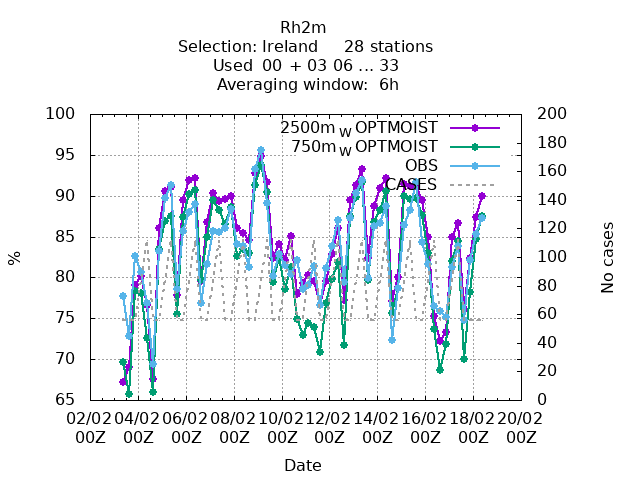 Rh2m
Selection: Ireland 28 stations
Used 00 + 03 06 ... 33
Averaging window: 6h
100 200
2500m W OPTMOIST
180
750m W OPTMOIST
95
OBS
160
CASES
90
140
85
120
100
80
80
75
60
40
70
20
65 0
%
No cases
02/02 04/02 06/02 08/02 10/02 12/02 14/02 16/02 18/02 20/02
00Z 00Z 00Z 00Z 00Z 00Z 00Z 00Z 00Z 00Z
Date